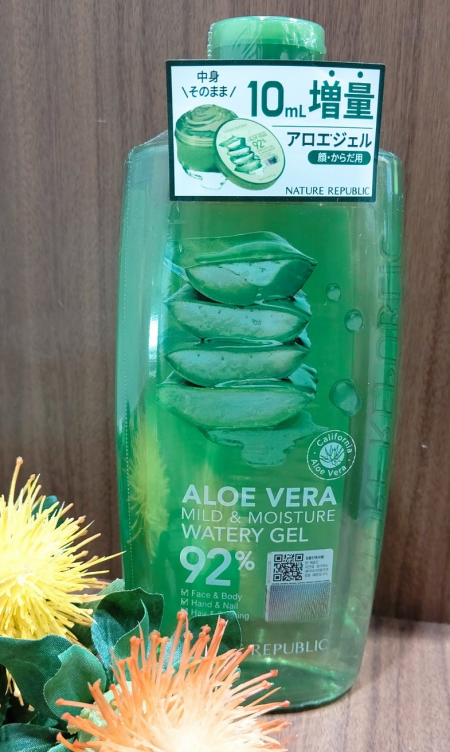 中身
\そのまま/
10mL 増量
アロエジェル
顔・からだ用
NATURE REPUBLIC
California
Aloe Vera
ALOE VERA
MILD & MOISTURE
WATERY GEL
92%
Face & Body
Hand & Nail
REPUBLIC